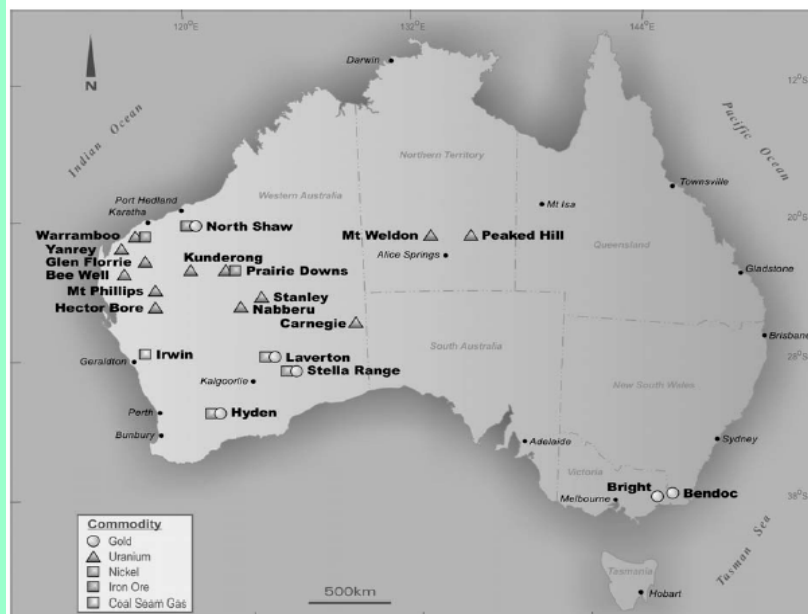 120°E
132°E
144°E
N
Darwin
12°S
Indian Ocean
Pacific Ocean
Northern Territory
Port Hedland
Karatha
Western Australia
Townsville
Mt Isa
20°S
North Shaw
Warramboo
Mt Weldon
Peaked Hill
Yanrey
Kunderong
Alice Springs
Queensland
Glen Florrie
Prairie Downs
Gladstone
Bee Well
Mt Phillips
Stanley
Hector Bore
Nabberu
Carnegie
Brisbane
South Australia
Irwin
Laverton
28°S
Geraldton
Stella Range
Kalgoorlie
New South Wales
Perth
Hyden
Bunbury
Adelaide
Sydney
Victoria
Bright
Bendoc
Melbourne
38°S
Commodity
Gold
Uranium
Nickel
Iron Ore
Coal Seam Gas
500km
Tasman Sea
Tasmania
Hobart